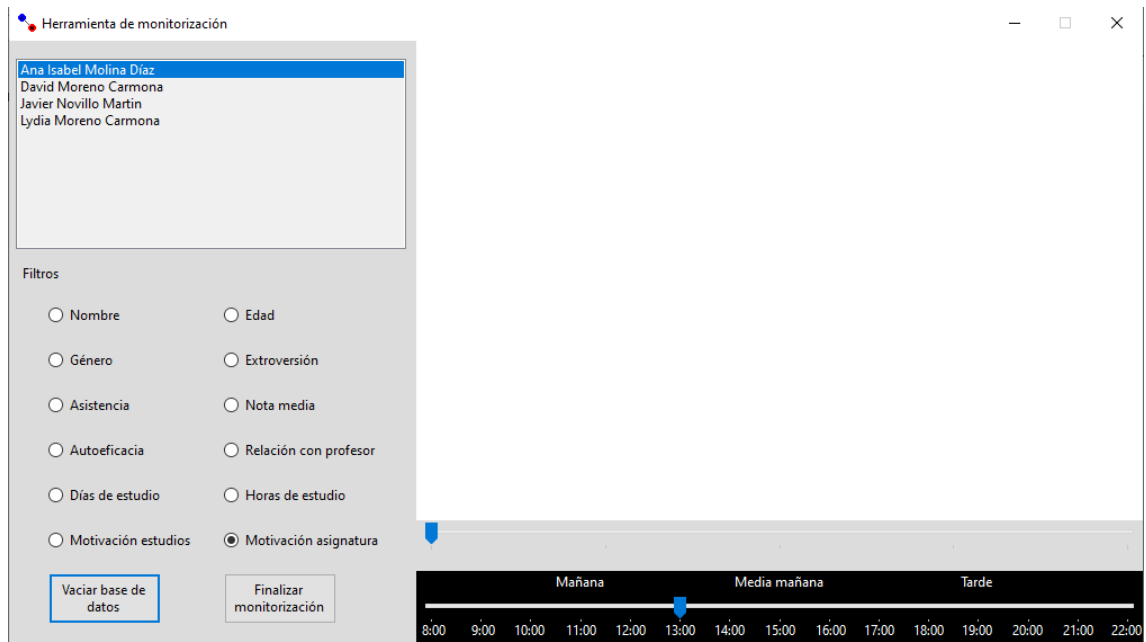 Herramienta de monitorización
Ana Isabel Molina Díaz
David Moreno Carmona
Javier Novillo Martin
Lydia Moreno Carmona
Filtros
Nombre
Edad
Género
Extroversión
Asistencia
Nota media
Autoeficacia
Relación con profesor
Días de estudio
Horas de estudio
Motivación estudios
Motivación asignatura
Vaciar base de
datos
Finalizar
monitorización
Mañana Media mañana Tarde
8:00 9:00 10:00 11:00 12:00 13:00 14:00 15:00 16:00 17:00 18:00 19:00 20:00 21:00 22:00